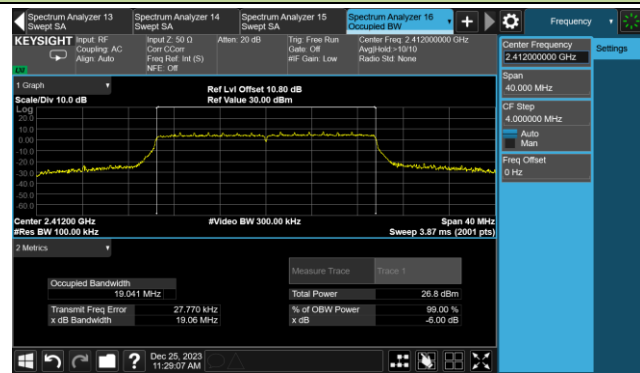 Spectrum Analyzer 13
Swept SA
Spectrum Analyzer 14
Swept SA
Spectrum Analyzer 15
Swept SA
Spectrum Analyzer 16
Occupied BW
Frequency
KEYSIGHT
Input: RF
Coupling: AC
Align: Auto
Input Z: 50 Ω
Corr CCorr
Freq Ref: Int (S)
NFE: Off
Atten: 20 dB
Trig: Free Run
Gate: Off
#IF Gain: Low
Center Freq: 2.412000000 GHz
Avg|Hold:>10/10
Radio Std: None
Center Frequency
2.412000000 GHz
Settings
Span
40.000 MHz
CF Step
4.000000 MHz
Auto
Man
Freq Offset
0 Hz
1 Graph
Scale/Div 10.0 dB
Ref Lvl Offset 10.80 dB
Ref Value 30.00 dBm
Log
20.0
10.0
0.00
-10.0
-20.0
-30.0
-40.0
-50.0
-60.0
Center 2.41200 GHz
#Video BW 300.00 kHz
Span 40 MHz
#Res BW 100.00 kHz
Sweep 3.87 ms (2001 pts)
2 Metrics
Measure Trace
Trace 1
Occupied Bandwidth
19.041 MHz
Total Power
26.8 dBm
Transmit Freq Error
27.770 kHz
% of OBW Power
99.00 %
x dB Bandwidth
19.06 MHz
x dB
-6.00 dB
?
Dec 25, 2023
11:29:07 AM